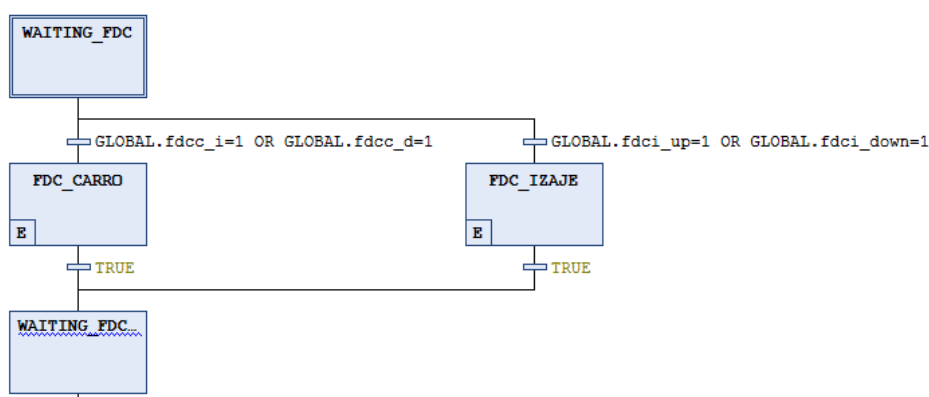 WAITING_FDC
GLOBAL.fdcc_i=1 OR GLOBAL.fdcc_d=1
GLOBAL.fdci_up=1 OR GLOBAL.fdci_down=1
FDC_CARRO
FDC_IZAJE
E
E
TRUE
TRUE
WAITING_FDC…